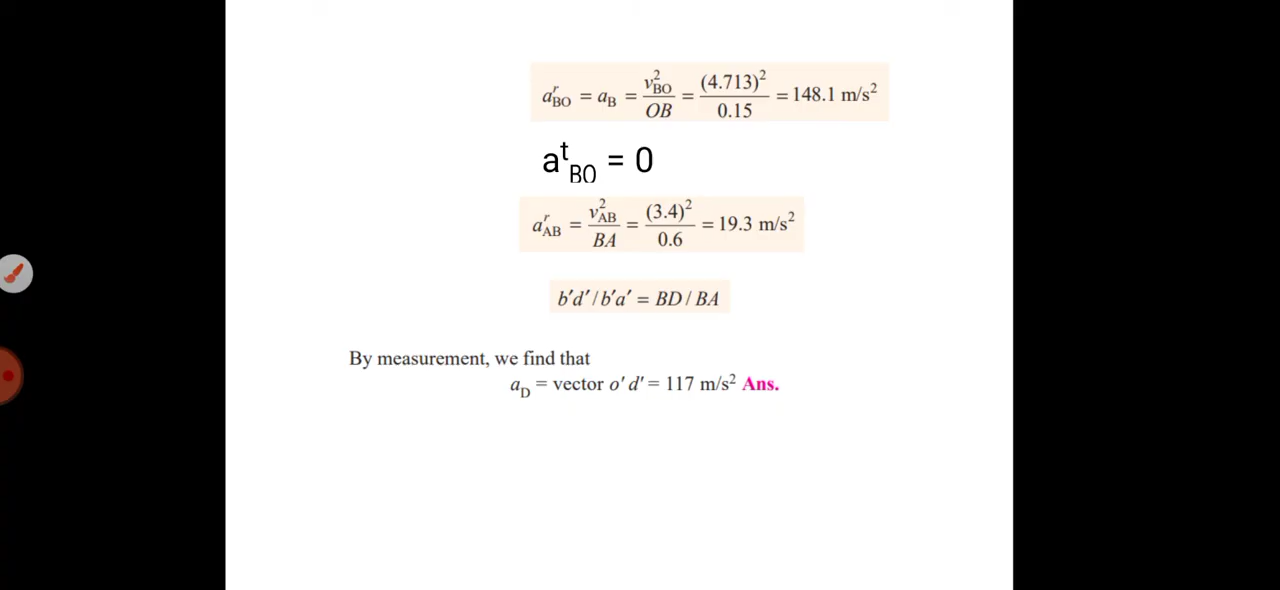 a^r_BO = a_B = v²_BO / OB = (4.713)² / 0.15 = 148.1 m/s²
a^t_BO = 0
a^r_AB = v²_AB / BA = (3.4)² / 0.6 = 19.3 m/s²
b′d′ / b′a′ = BD / BA
By measurement, we find that
a_D = vector o′ d′ = 117 m/s² Ans.